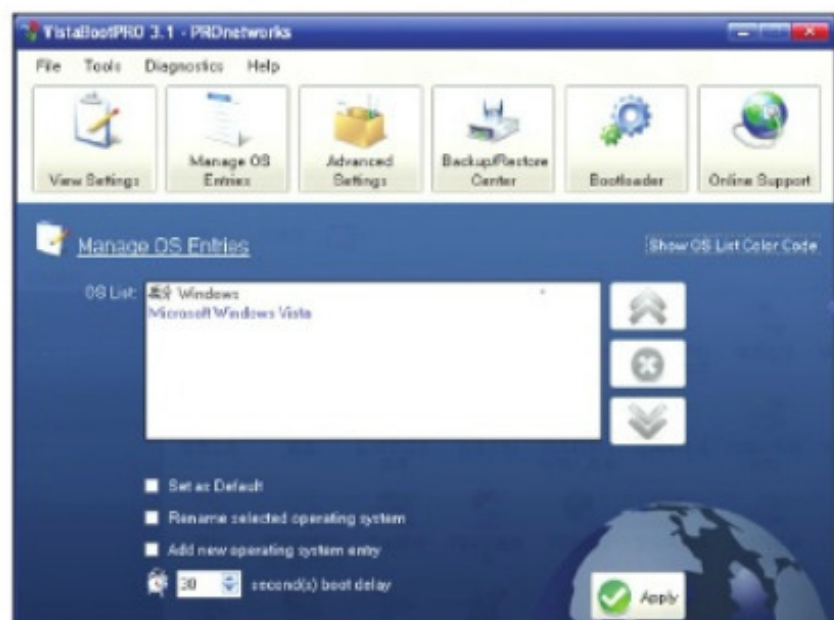 VistaBootPRO 3.1 - PRDnetworks
File Tools Diagnostics Help
View Settings
Manage OS Entries
Advanced Settings
Backup/Restore Center
Bootloader
Online Support
Manage OS Entries
Show OS List Color Code
OS List:
Windows
Microsoft Windows Vista
Set as Default
Rename selected operating system
Add new operating system entry
30 second(s) boot delay
Apply